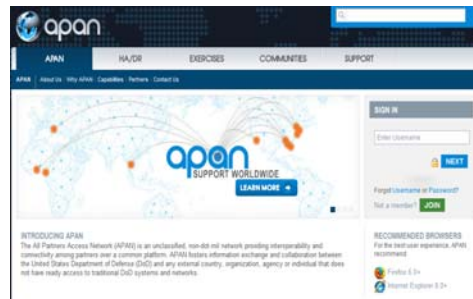 apan
APAN HA/DR EXERCISES COMMUNITIES SUPPORT
APAN About Us Why APAN Capabilities Partners Contact Us
SIGN IN
Enter Username
NEXT
Forgot Username or Password?
Not a member? JOIN
apan
SUPPORT WORLDWIDE
LEARN MORE
INTRODUCING APAN
The All Partners Access Network (APAN) is an unclassified, non-dot-mil network providing interoperability and
connectivity among partners over a common platform. APAN fosters information exchange and collaboration between
the United States Department of Defense (DoD) and any external country, organization, agency or individual that does
not have ready access to traditional DoD systems and networks.
RECOMMENDED BROWSERS
For the best user experience, APAN
recommend:
Firefox 6.0+
Internet Explorer 8.0+